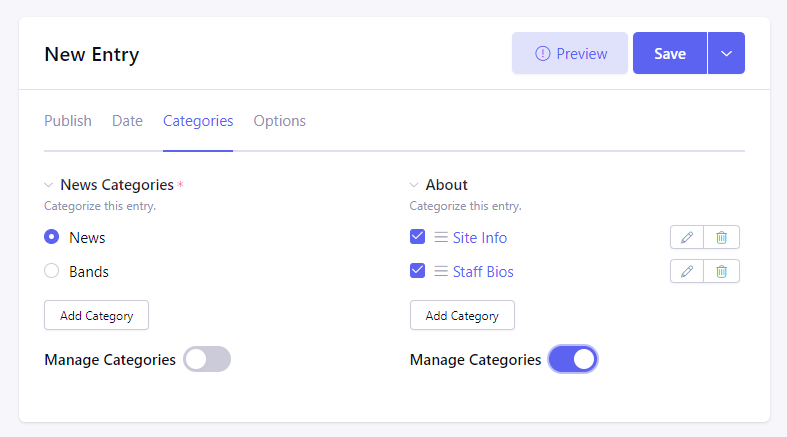 New Entry
Preview
Save
Publish Date Categories Options
News Categories *
Categorize this entry.
News
Bands
Add Category
Manage Categories
About
Categorize this entry.
Site Info
Staff Bios
Add Category
Manage Categories